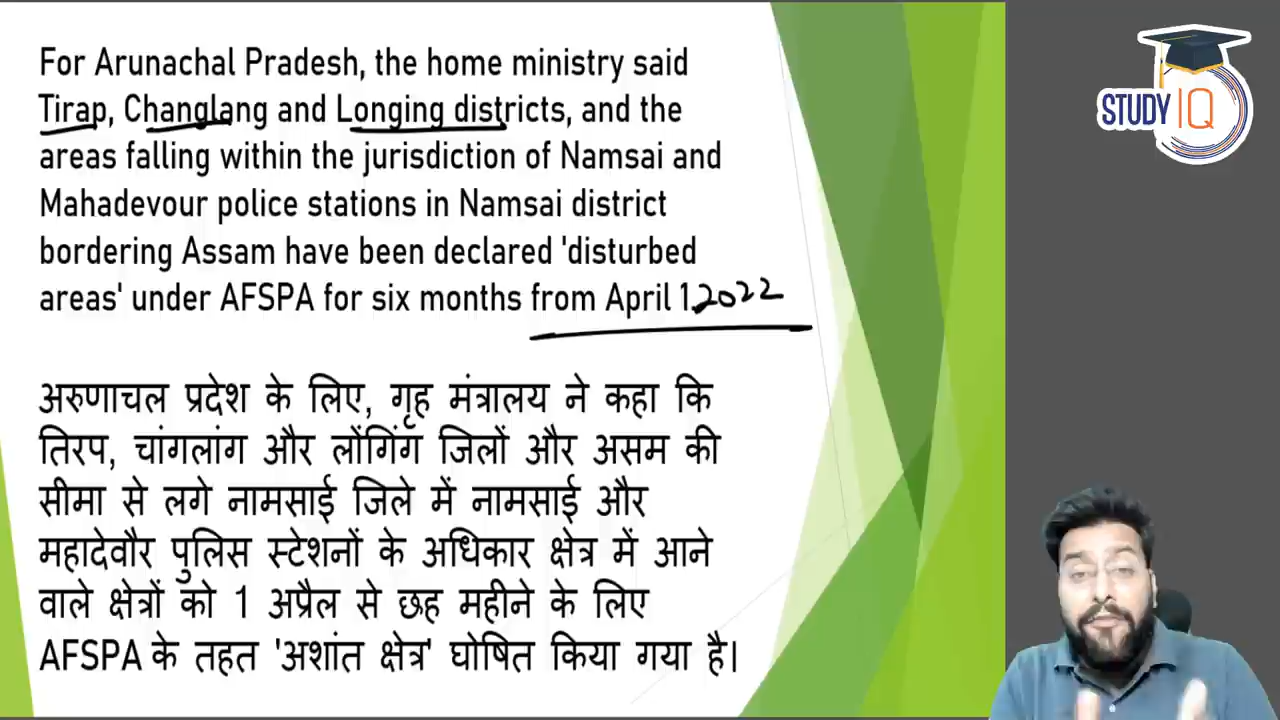 For Arunachal Pradesh, the home ministry said
Tirap, Changlang and Longing districts, and the
areas falling within the jurisdiction of Namsai and
Mahadevour police stations in Namsai district
bordering Assam have been declared 'disturbed
areas' under AFSPA for six months from April 1.2022
अरुणाचल प्रदेश के लिए, गृह मंत्रालय ने कहा कि
तिरप, चांगलांग और लोंगिंग जिलों और असम की
सीमा से लगे नामसाई जिले में नामसाई और
महादेवौर पुलिस स्टेशनों के अधिकार क्षेत्र में आने
वाले क्षेत्रों को 1 अप्रैल से छह महीने के लिए
AFSPA के तहत 'अशांत क्षेत्र' घोषित किया गया है।
STUDY IQ